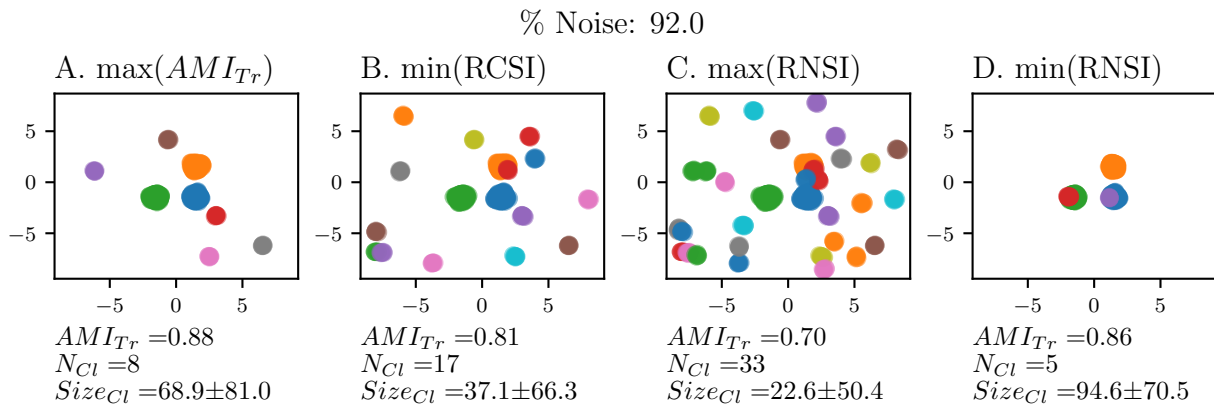 % Noise: 92.0
A. max(AMI_Tr)
B. min(RCSI)
C. max(RNSI)
D. min(RNSI)
5
0
−5
−5
0
5
5
0
−5
−5
0
5
5
0
−5
−5
0
5
5
0
−5
−5
0
5
AMI_Tr =0.88
N_Cl =8
Size_Cl =68.9±81.0
AMI_Tr =0.81
N_Cl =17
Size_Cl =37.1±66.3
AMI_Tr =0.70
N_Cl =33
Size_Cl =22.6±50.4
AMI_Tr =0.86
N_Cl =5
Size_Cl =94.6±70.5